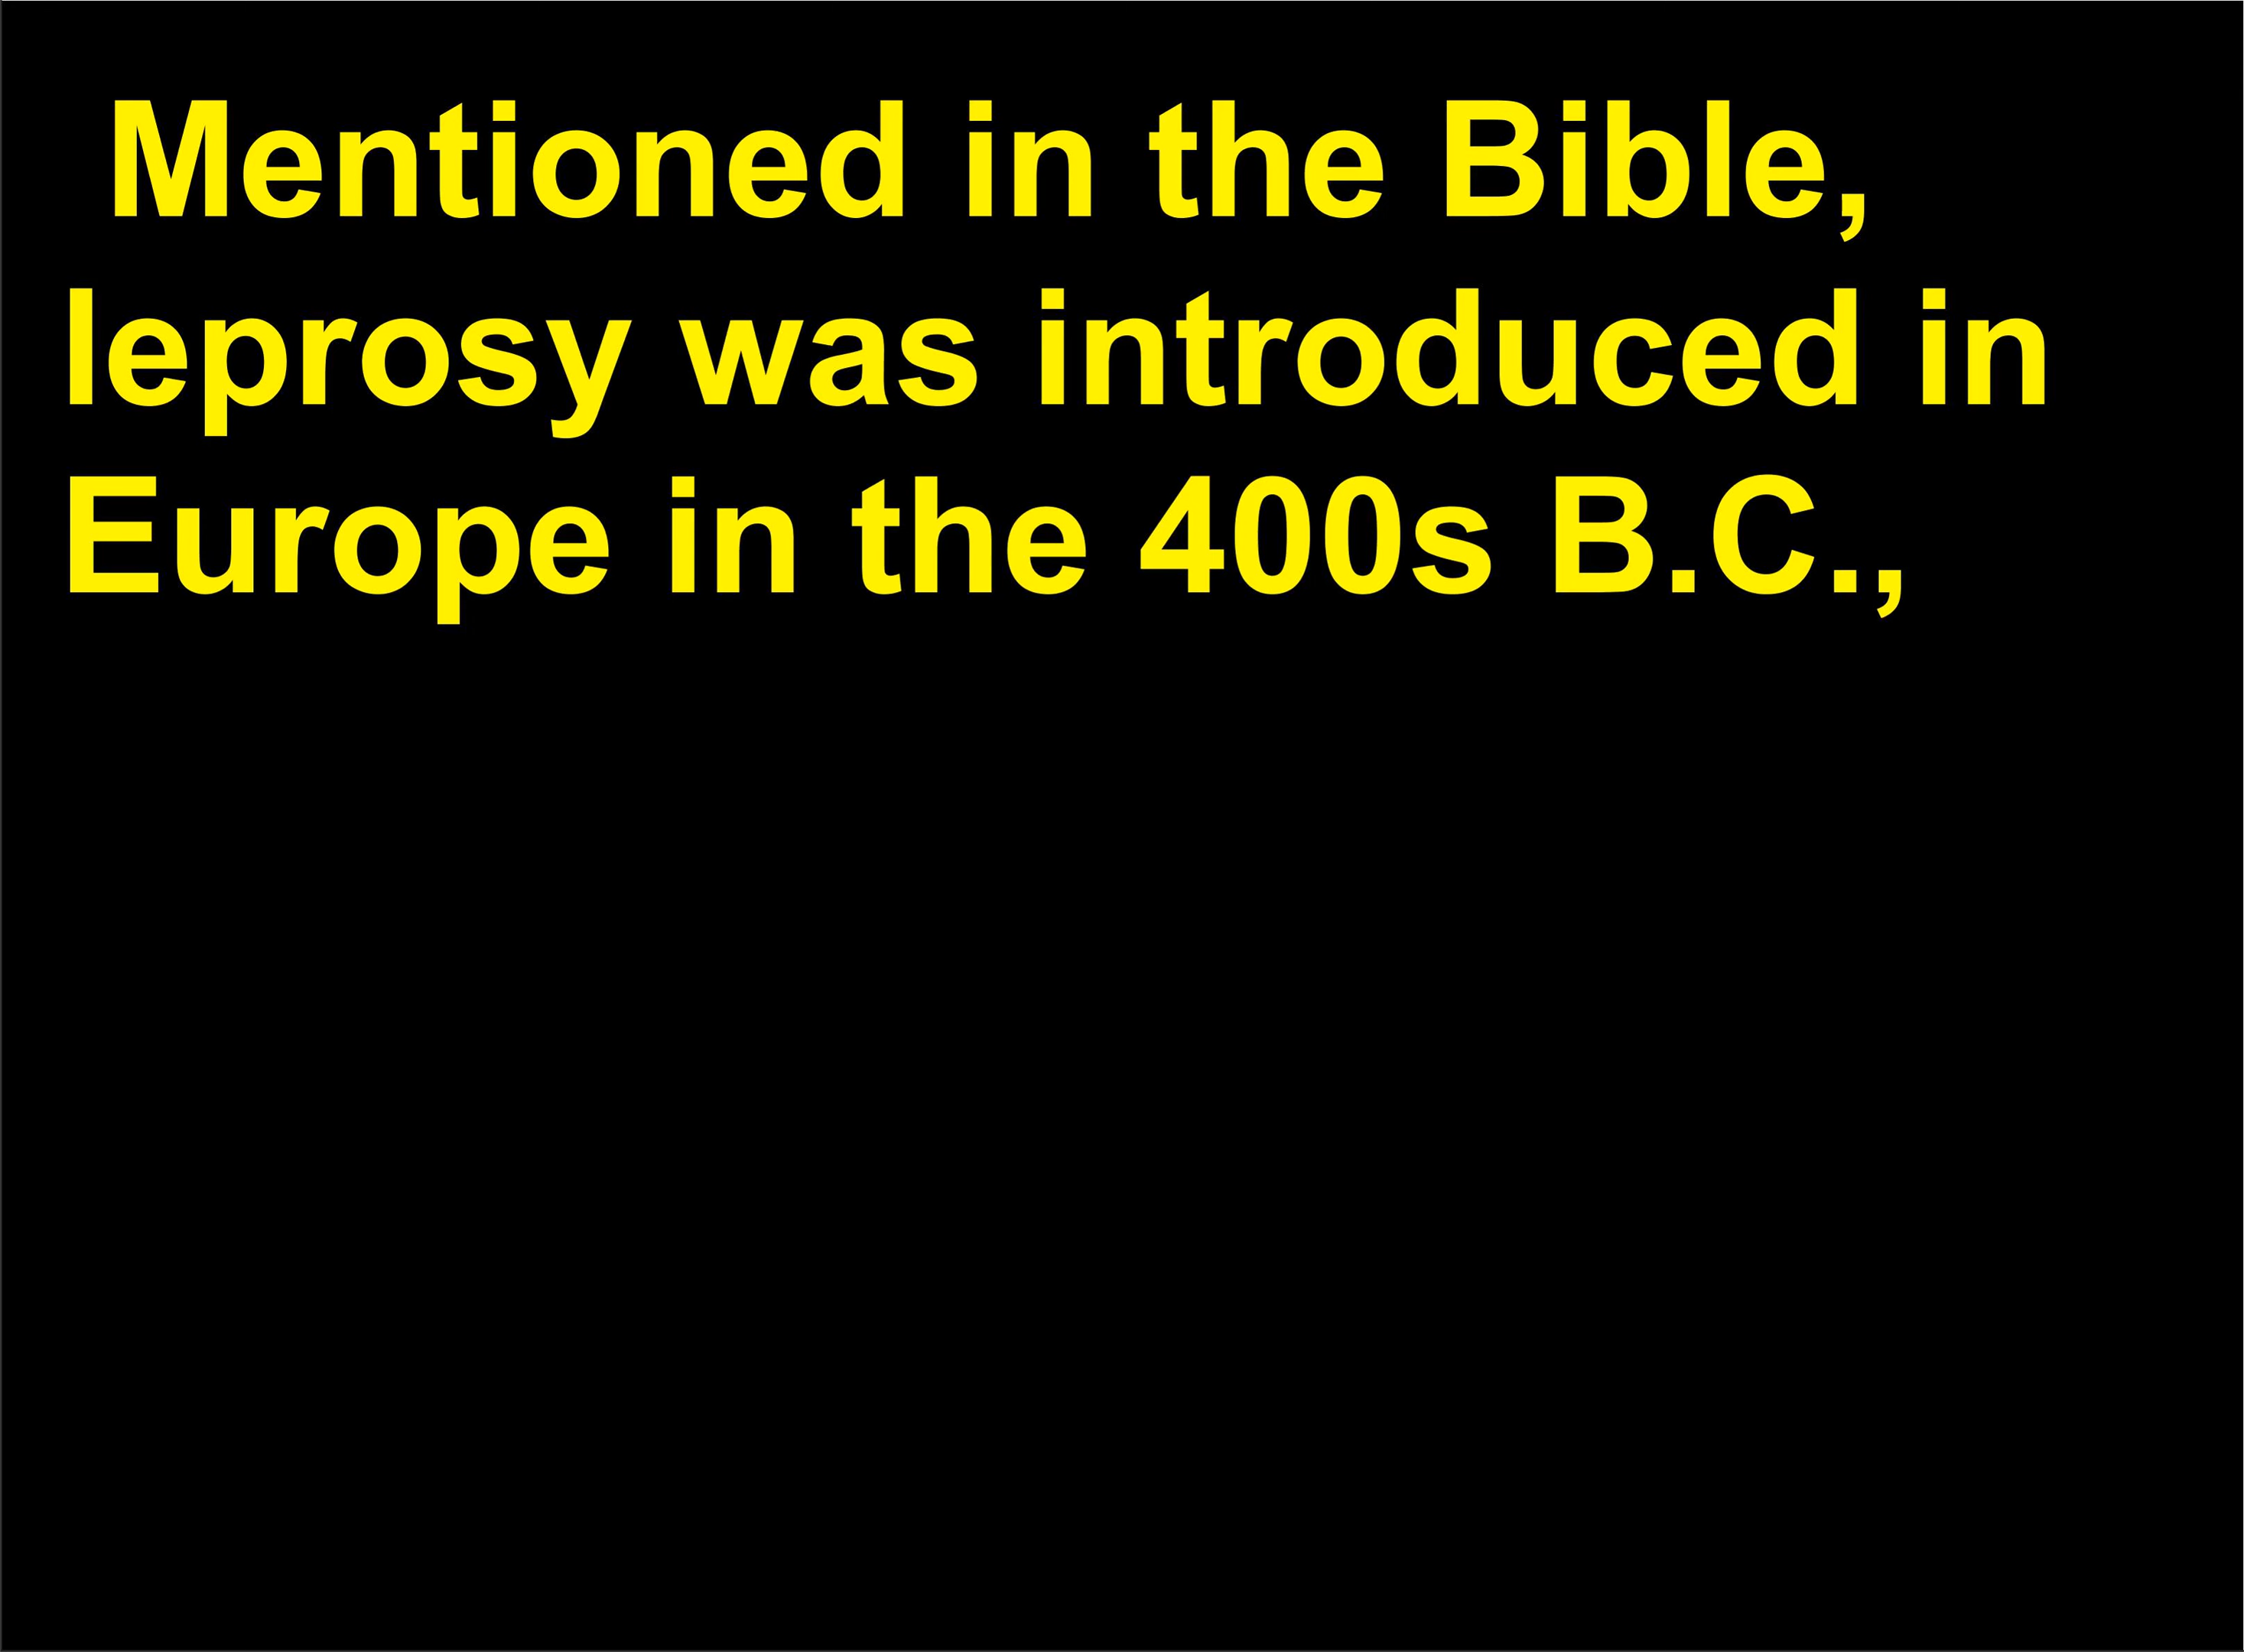 Mentioned in the Bible,
leprosy was introduced in
Europe in the 400s B.C.,